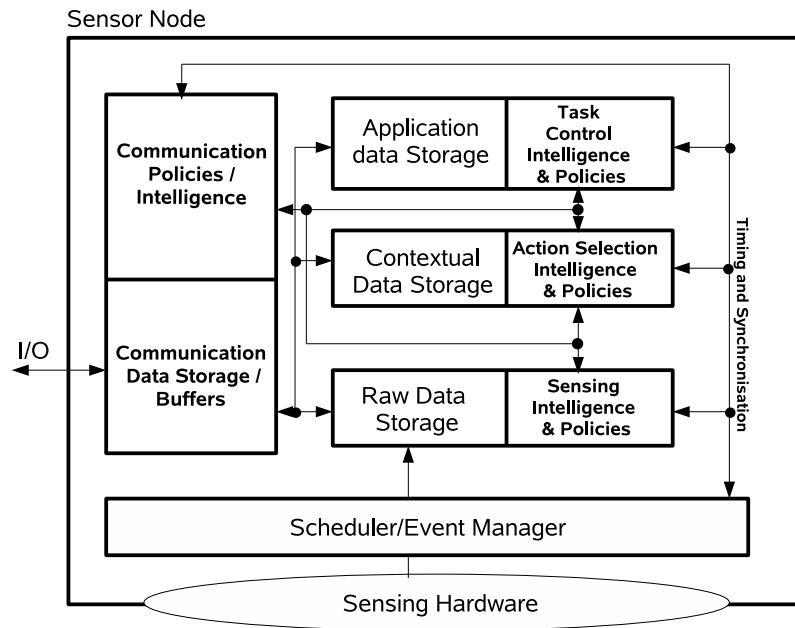 Sensor Node
Communication
Policies /
Intelligence
Application
data Storage
Task
Control
Intelligence
& Policies
Contextual
Data Storage
Action Selection
Intelligence
& Policies
Timing and Synchronisation
I/O
Communication
Data Storage /
Buffers
Raw Data
Storage
Sensing
Intelligence
& Policies
Scheduler/Event Manager
Sensing Hardware